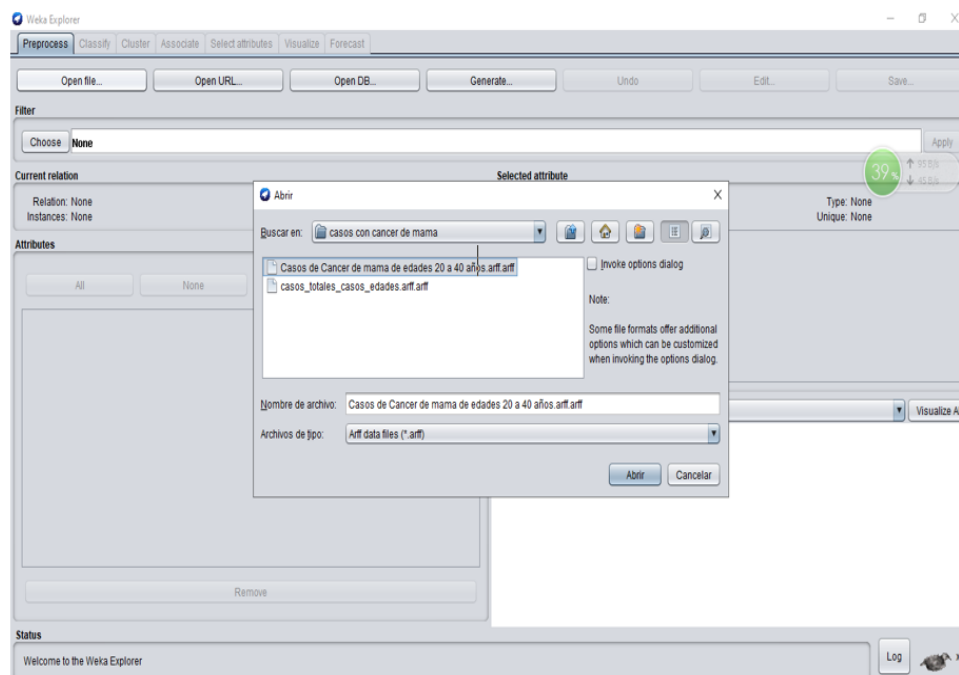 Weka Explorer
Preprocess Classify Cluster Associate Select attributes Visualize Forecast
Open file... Open URL... Open DB... Generate... Undo Edit... Save...
Filter
Choose None Apply
39% 95 B/s
45 B/s
Current relation Selected attribute
Relation: None Type: None
Instances: None Unique: None
Attributes
All None
Abrir
Buscar en: casos con cancer de mama
Casos de Cancer de mama de edades 20 a 40 años.arff.arff
casos_totales_casos_edades.arff.arff
Invoke options dialog
Note:
Some file formats offer additional
options which can be customized
when invoking the options dialog.
Nombre de archivo: Casos de Cancer de mama de edades 20 a 40 años.arff.arff
Archivos de tipo: Arff data files (*.arff)
Abrir Cancelar
Visualize A
Remove
Status
Welcome to the Weka Explorer
Log x